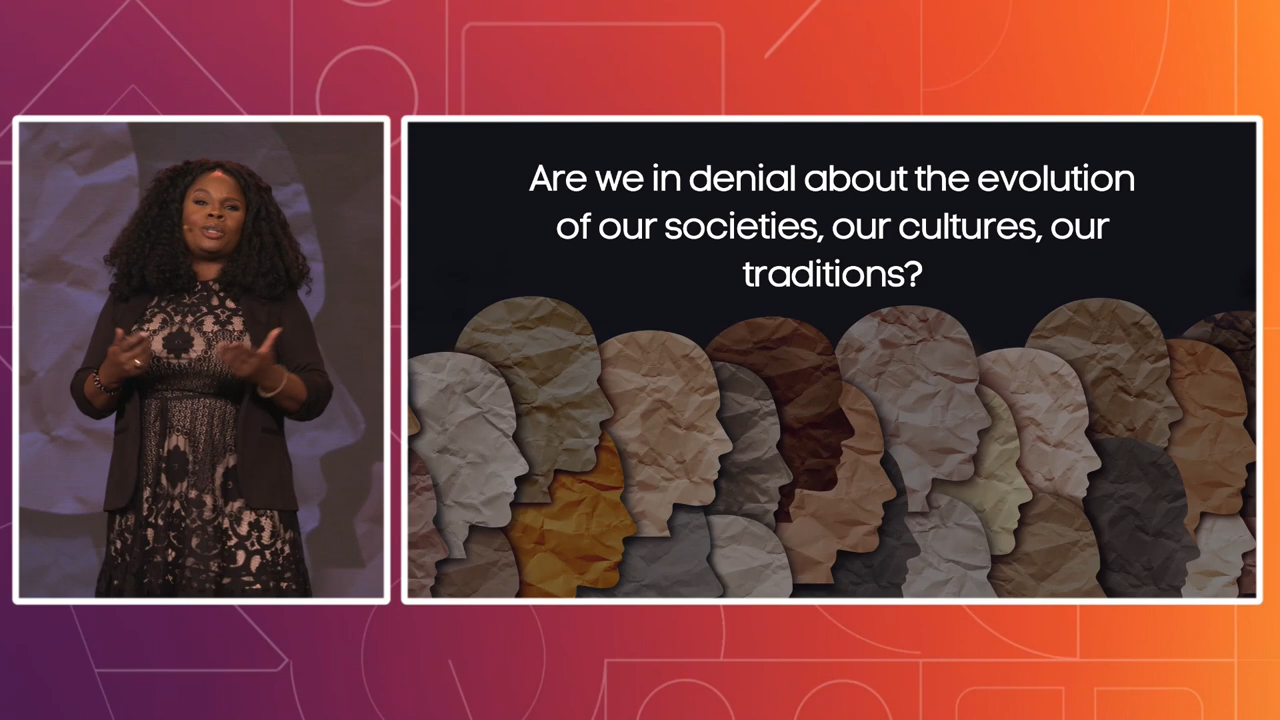 Are we in denial about the evolution
of our societies, our cultures, our
traditions?